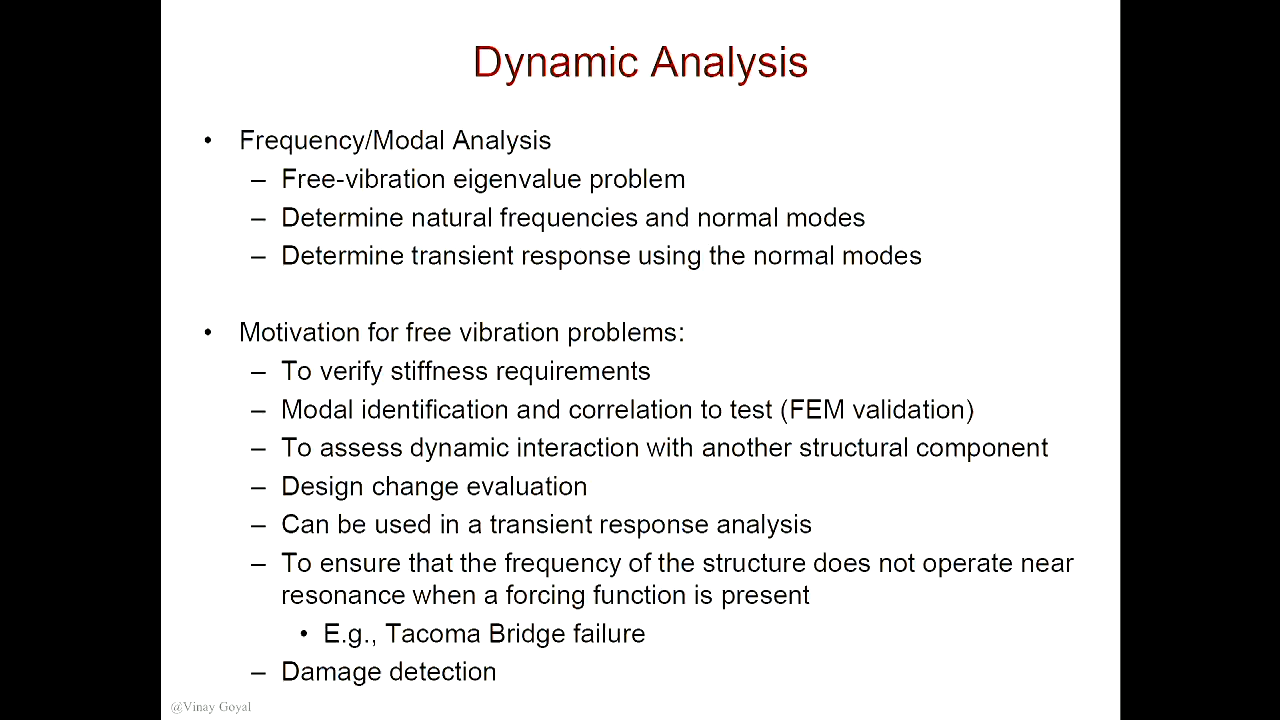 Dynamic Analysis
• Frequency/Modal Analysis
– Free-vibration eigenvalue problem
– Determine natural frequencies and normal modes
– Determine transient response using the normal modes
• Motivation for free vibration problems:
– To verify stiffness requirements
– Modal identification and correlation to test (FEM validation)
– To assess dynamic interaction with another structural component
– Design change evaluation
– Can be used in a transient response analysis
– To ensure that the frequency of the structure does not operate near
resonance when a forcing function is present
• E.g., Tacoma Bridge failure
– Damage detection
@Vinay Goyal